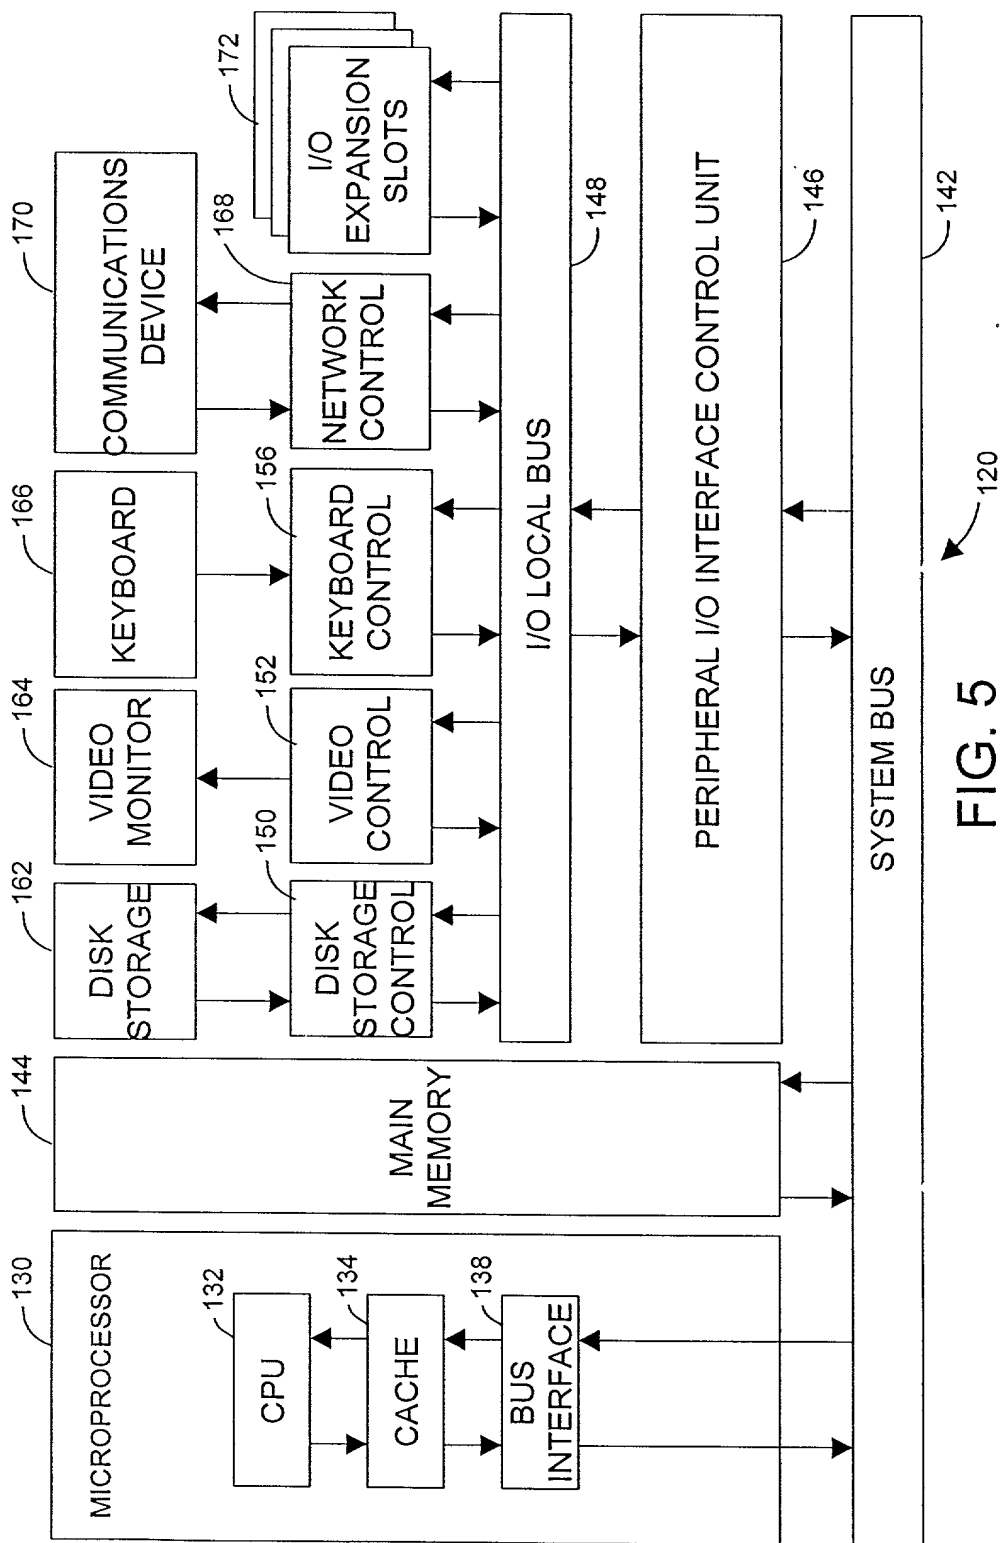 130
MICROPROCESSOR
132
CPU
134
CACHE
138
BUS
INTERFACE
144
MAIN
MEMORY
162
DISK
STORAGE
164
VIDEO
MONITOR
166
KEYBOARD
170
COMMUNICATIONS
DEVICE
150
DISK
STORAGE
CONTROL
152
VIDEO
CONTROL
156
KEYBOARD
CONTROL
168
NETWORK
CONTROL
172
I/O
EXPANSION
SLOTS
I/O LOCAL BUS
148
PERIPHERAL I/O INTERFACE CONTROL UNIT
146
SYSTEM BUS
142
120
FIG. 5